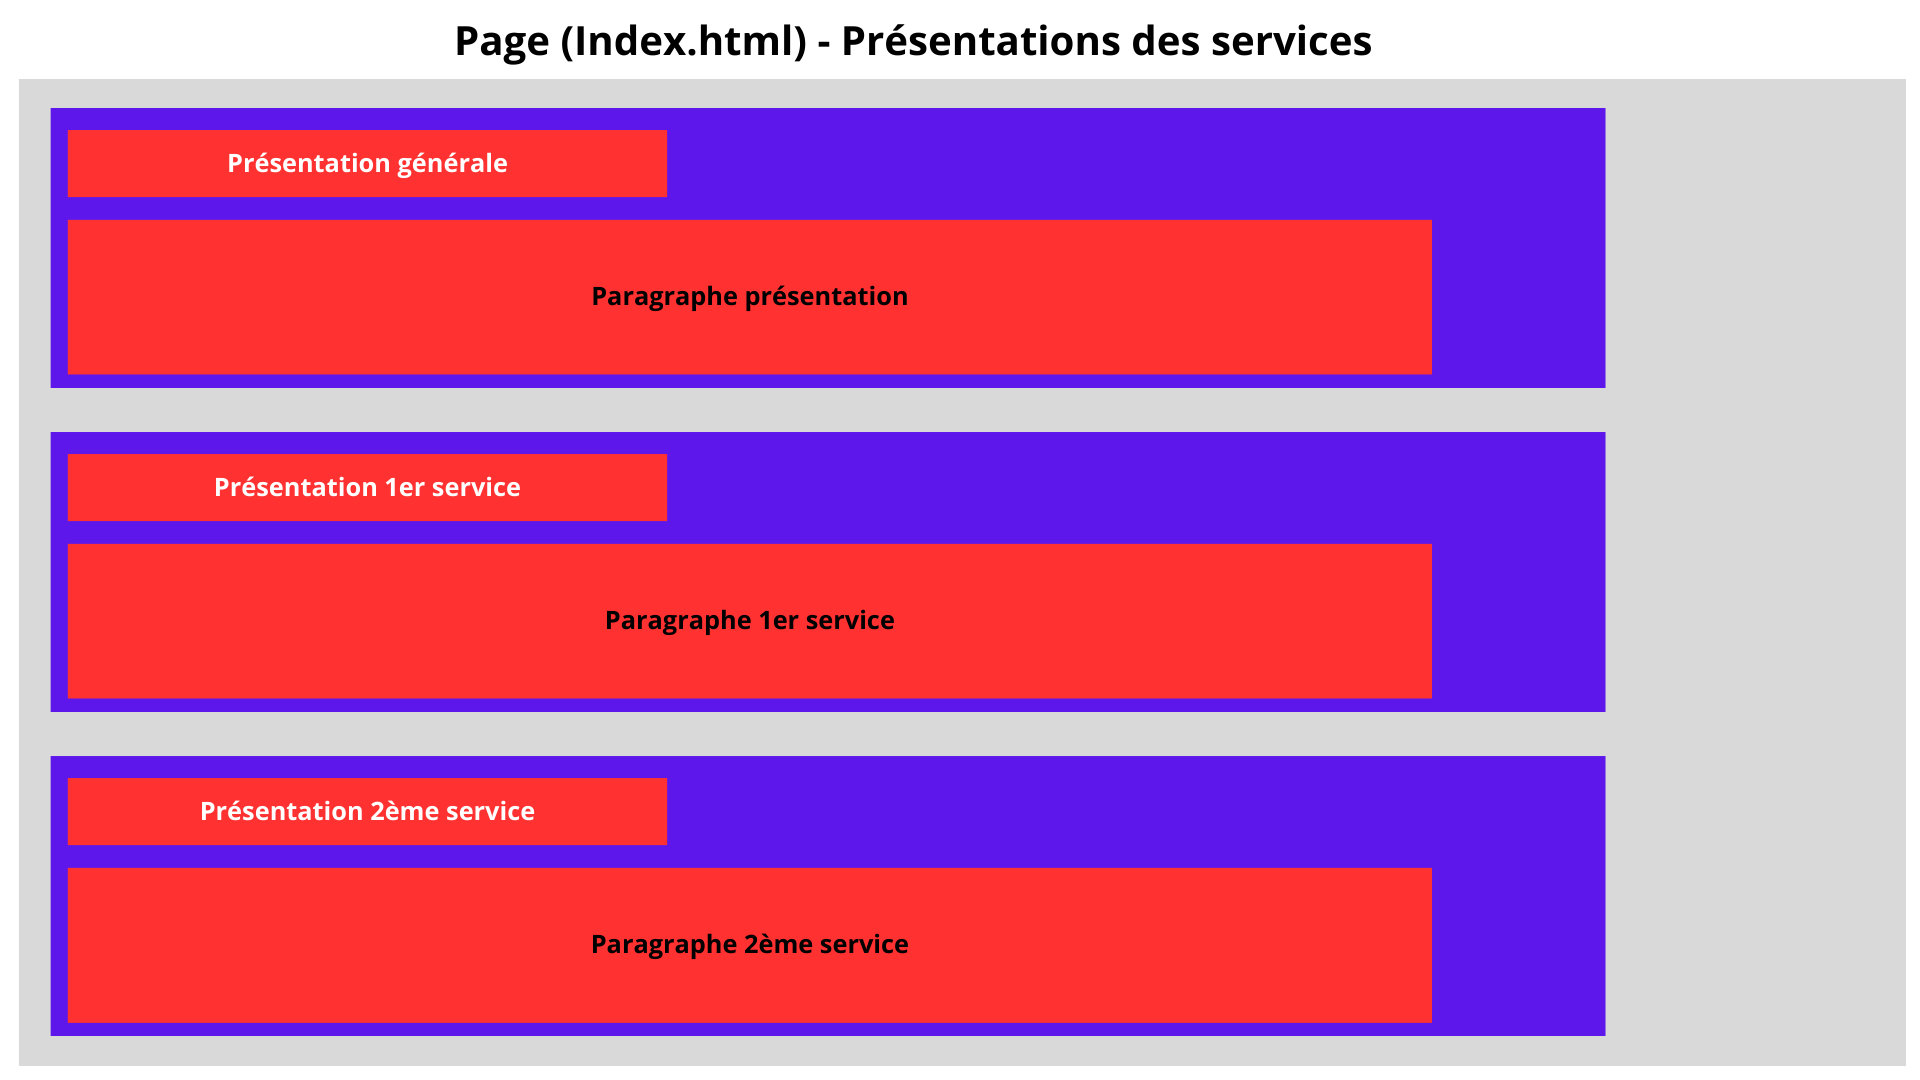 Page (Index.html) - Présentations des services
Présentation générale
Paragraphe présentation
Présentation 1er service
Paragraphe 1er service
Présentation 2ème service
Paragraphe 2ème service